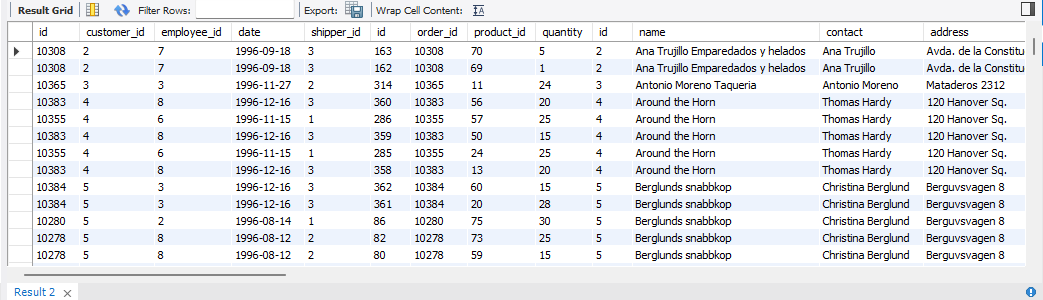 Result Grid Filter Rows: Export: Wrap Cell Content:
id customer_id employee_id date shipper_id id order_id product_id quantity id name contact address
10308 2 7 1996-09-18 3 163 10308 70 5 2 Ana Trujillo Emparedados y helados Ana Trujillo Avda. de la Constitu
10308 2 7 1996-09-18 3 162 10308 69 1 2 Ana Trujillo Emparedados y helados Ana Trujillo Avda. de la Constitu
10365 3 3 1996-11-27 2 314 10365 11 24 3 Antonio Moreno Taqueria Antonio Moreno Mataderos 2312
10383 4 8 1996-12-16 3 360 10383 56 20 4 Around the Horn Thomas Hardy 120 Hanover Sq.
10355 4 6 1996-11-15 1 286 10355 57 25 4 Around the Horn Thomas Hardy 120 Hanover Sq.
10383 4 8 1996-12-16 3 359 10383 50 15 4 Around the Horn Thomas Hardy 120 Hanover Sq.
10355 4 6 1996-11-15 1 285 10355 24 25 4 Around the Horn Thomas Hardy 120 Hanover Sq.
10383 4 8 1996-12-16 3 358 10383 13 20 4 Around the Horn Thomas Hardy 120 Hanover Sq.
10384 5 3 1996-12-16 3 362 10384 60 15 5 Berglunds snabbkop Christina Berglund Berguvsvagen 8
10384 5 3 1996-12-16 3 361 10384 20 28 5 Berglunds snabbkop Christina Berglund Berguvsvagen 8
10280 5 2 1996-08-14 1 86 10280 75 30 5 Berglunds snabbkop Christina Berglund Berguvsvagen 8
10278 5 8 1996-08-12 2 82 10278 73 25 5 Berglunds snabbkop Christina Berglund Berguvsvagen 8
10278 5 8 1996-08-12 2 80 10278 59 15 5 Berglunds snabbkop Christina Berglund Berguvsvagen 8
Result 2